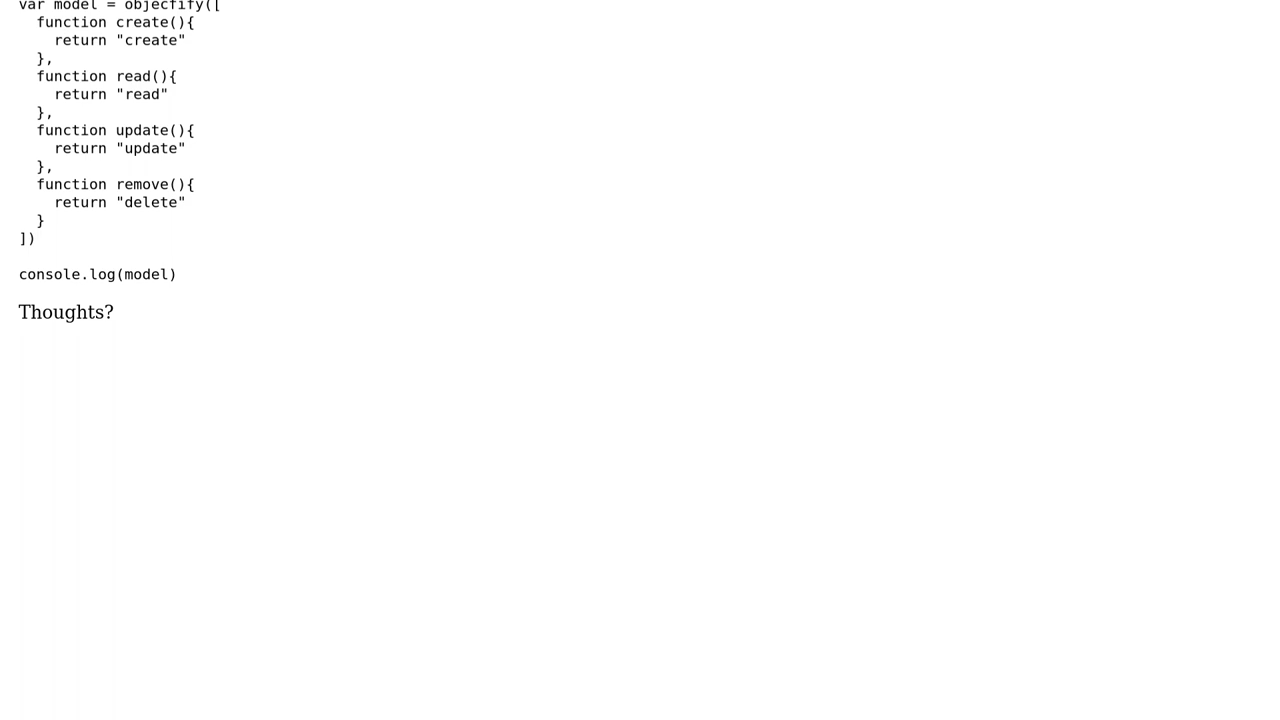 var model = objectify([
  function create(){
    return "create"
  },
  function read(){
    return "read"
  },
  function update(){
    return "update"
  },
  function remove(){
    return "delete"
  }
])

console.log(model)

Thoughts?